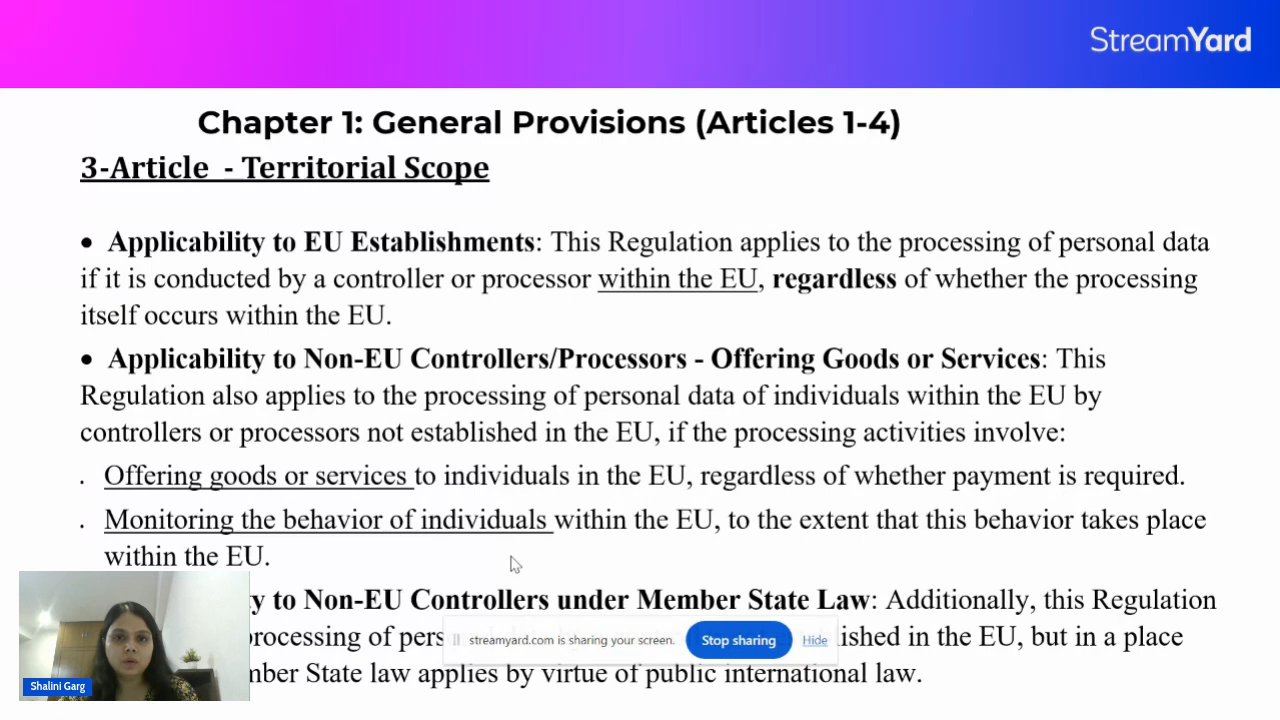 StreamYard
Chapter 1: General Provisions (Articles 1-4)
3-Article - Territorial Scope
• Applicability to EU Establishments: This Regulation applies to the processing of personal data
if it is conducted by a controller or processor within the EU, regardless of whether the processing
itself occurs within the EU.
• Applicability to Non-EU Controllers/Processors - Offering Goods or Services: This
Regulation also applies to the processing of personal data of individuals within the EU by
controllers or processors not established in the EU, if the processing activities involve:
. Offering goods or services to individuals in the EU, regardless of whether payment is required.
. Monitoring the behavior of individuals within the EU, to the extent that this behavior takes place
within the EU.
to Non-EU Controllers under Member State Law: Additionally, this Regulation
processing of in the EU, but in a place
State law applies by virtue of public international law.
streamyard.com is sharing your screen.
Stop sharing
Hide
Shalini Garg